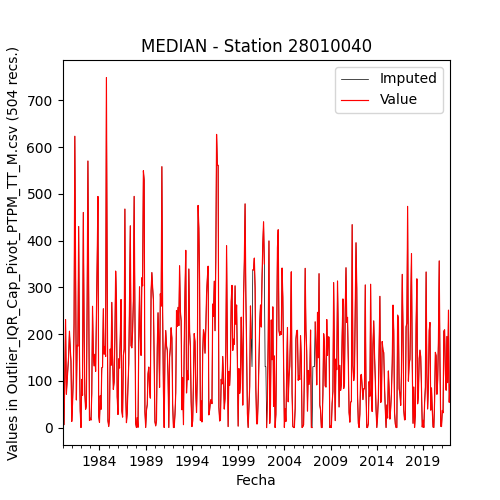 MEDIAN - Station 28010040
Imputed
Value
Values in Outlier_IQR_Cap_Pivot_PTPM_TT_M.csv (504 recs.)
700
600
500
400
300
200
100
0
1984 1989 1994 1999 2004 2009 2014 2019
Fecha